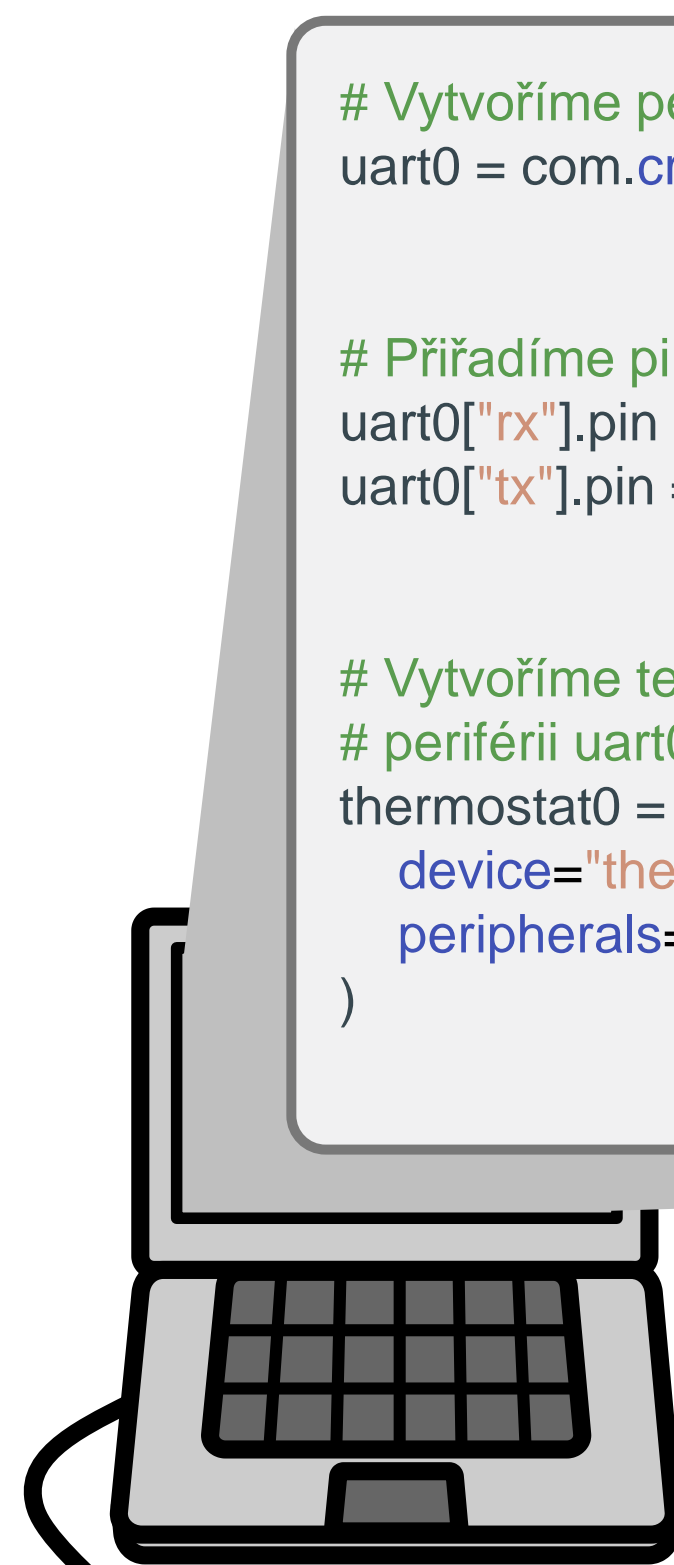 # Vytvoříme pe
uart0 = com.cr
# Přiřadíme pi
uart0["rx"].pin
uart0["tx"].pin =
# Vytvoříme te
# periférii uart0
thermostat0 =
device="the
peripherals=
)